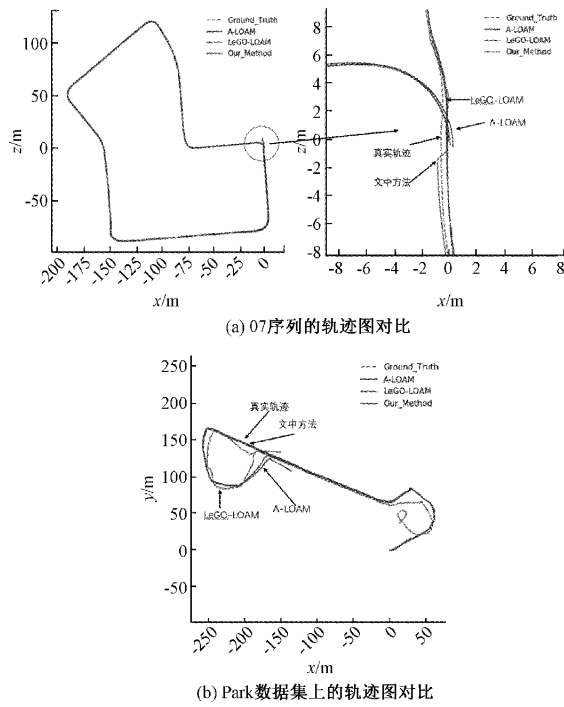 Ground_Truth
A-LOAM
LeGO-LOAM
Our_Method
100
50
0
-50
z/m
-200
-175
-150
-125
-100
-75
-50
-25
0
x/m
Ground_Truth
A-LOAM
LeGO-LOAM
Our_Method
8
6
4
2
0
2
4
6
-8
z/m
LeGO-LOAM
A-LOAM
真实轨迹
文中方法
-8
-6
-4
-2
0
2
4
6
8
x/m
(a) 07序列的轨迹图对比
250
200
150
100
50
0
-50
y/m
Ground_Truth
A-LOAM
LeGO-LOAM
Our_Method
真实轨迹
文中方法
LeGO-LOAM
A-LOAM
-250
-200
-150
-100
-50
0
50
x/m
(b) Park数据集上的轨迹图对比